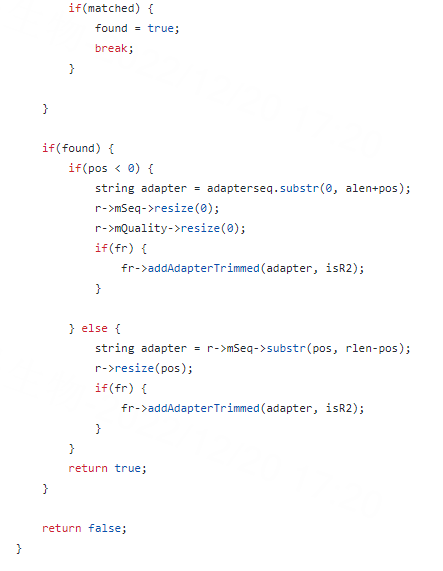 if(matched) {
            found = true;
            break;
        }

    }

    if(found) {
        if(pos < 0) {
            string adapter = adapterseq.substr(0, alen+pos);
            r->mSeq->resize(0);
            r->mQuality->resize(0);
            if(fr) {
                fr->addAdapterTrimmed(adapter, isR2);
            }

        } else {
            string adapter = r->mSeq->substr(pos, rlen-pos);
            r->resize(pos);
            if(fr) {
                fr->addAdapterTrimmed(adapter, isR2);
            }
        }
        return true;
    }

    return false;
}